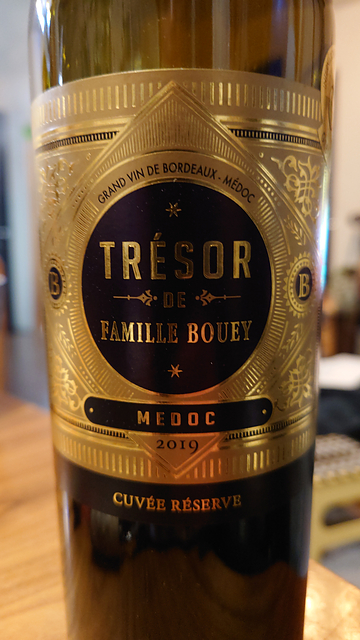 GRAND VIN DE BORDEAUX - MÉDOC
TRÉSOR
DE
FAMILLE BOUEY
B
B
MEDOC
2019
CUVÉE RÉSERVE